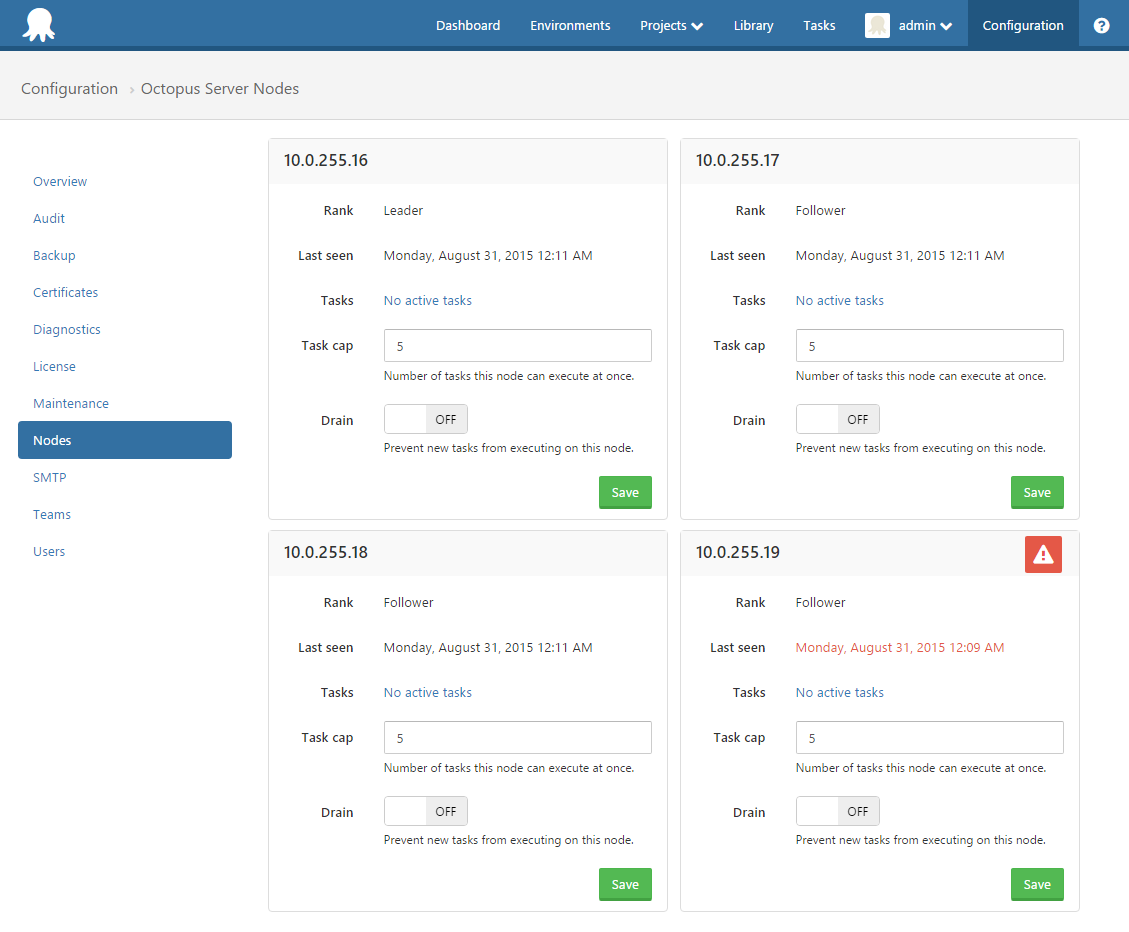 Dashboard Environments Projects Library Tasks admin Configuration ?
Configuration › Octopus Server Nodes
Overview
Audit
Backup
Certificates
Diagnostics
License
Maintenance
Nodes
SMTP
Teams
Users
10.0.255.16
Rank Leader
Last seen Monday, August 31, 2015 12:11 AM
Tasks No active tasks
Task cap 5
Number of tasks this node can execute at once.
Drain OFF
Prevent new tasks from executing on this node.
Save
10.0.255.17
Rank Follower
Last seen Monday, August 31, 2015 12:11 AM
Tasks No active tasks
Task cap 5
Number of tasks this node can execute at once.
Drain OFF
Prevent new tasks from executing on this node.
Save
10.0.255.18
Rank Follower
Last seen Monday, August 31, 2015 12:11 AM
Tasks No active tasks
Task cap 5
Number of tasks this node can execute at once.
Drain OFF
Prevent new tasks from executing on this node.
Save
10.0.255.19
Rank Follower
Last seen Monday, August 31, 2015 12:09 AM
Tasks No active tasks
Task cap 5
Number of tasks this node can execute at once.
Drain OFF
Prevent new tasks from executing on this node.
Save